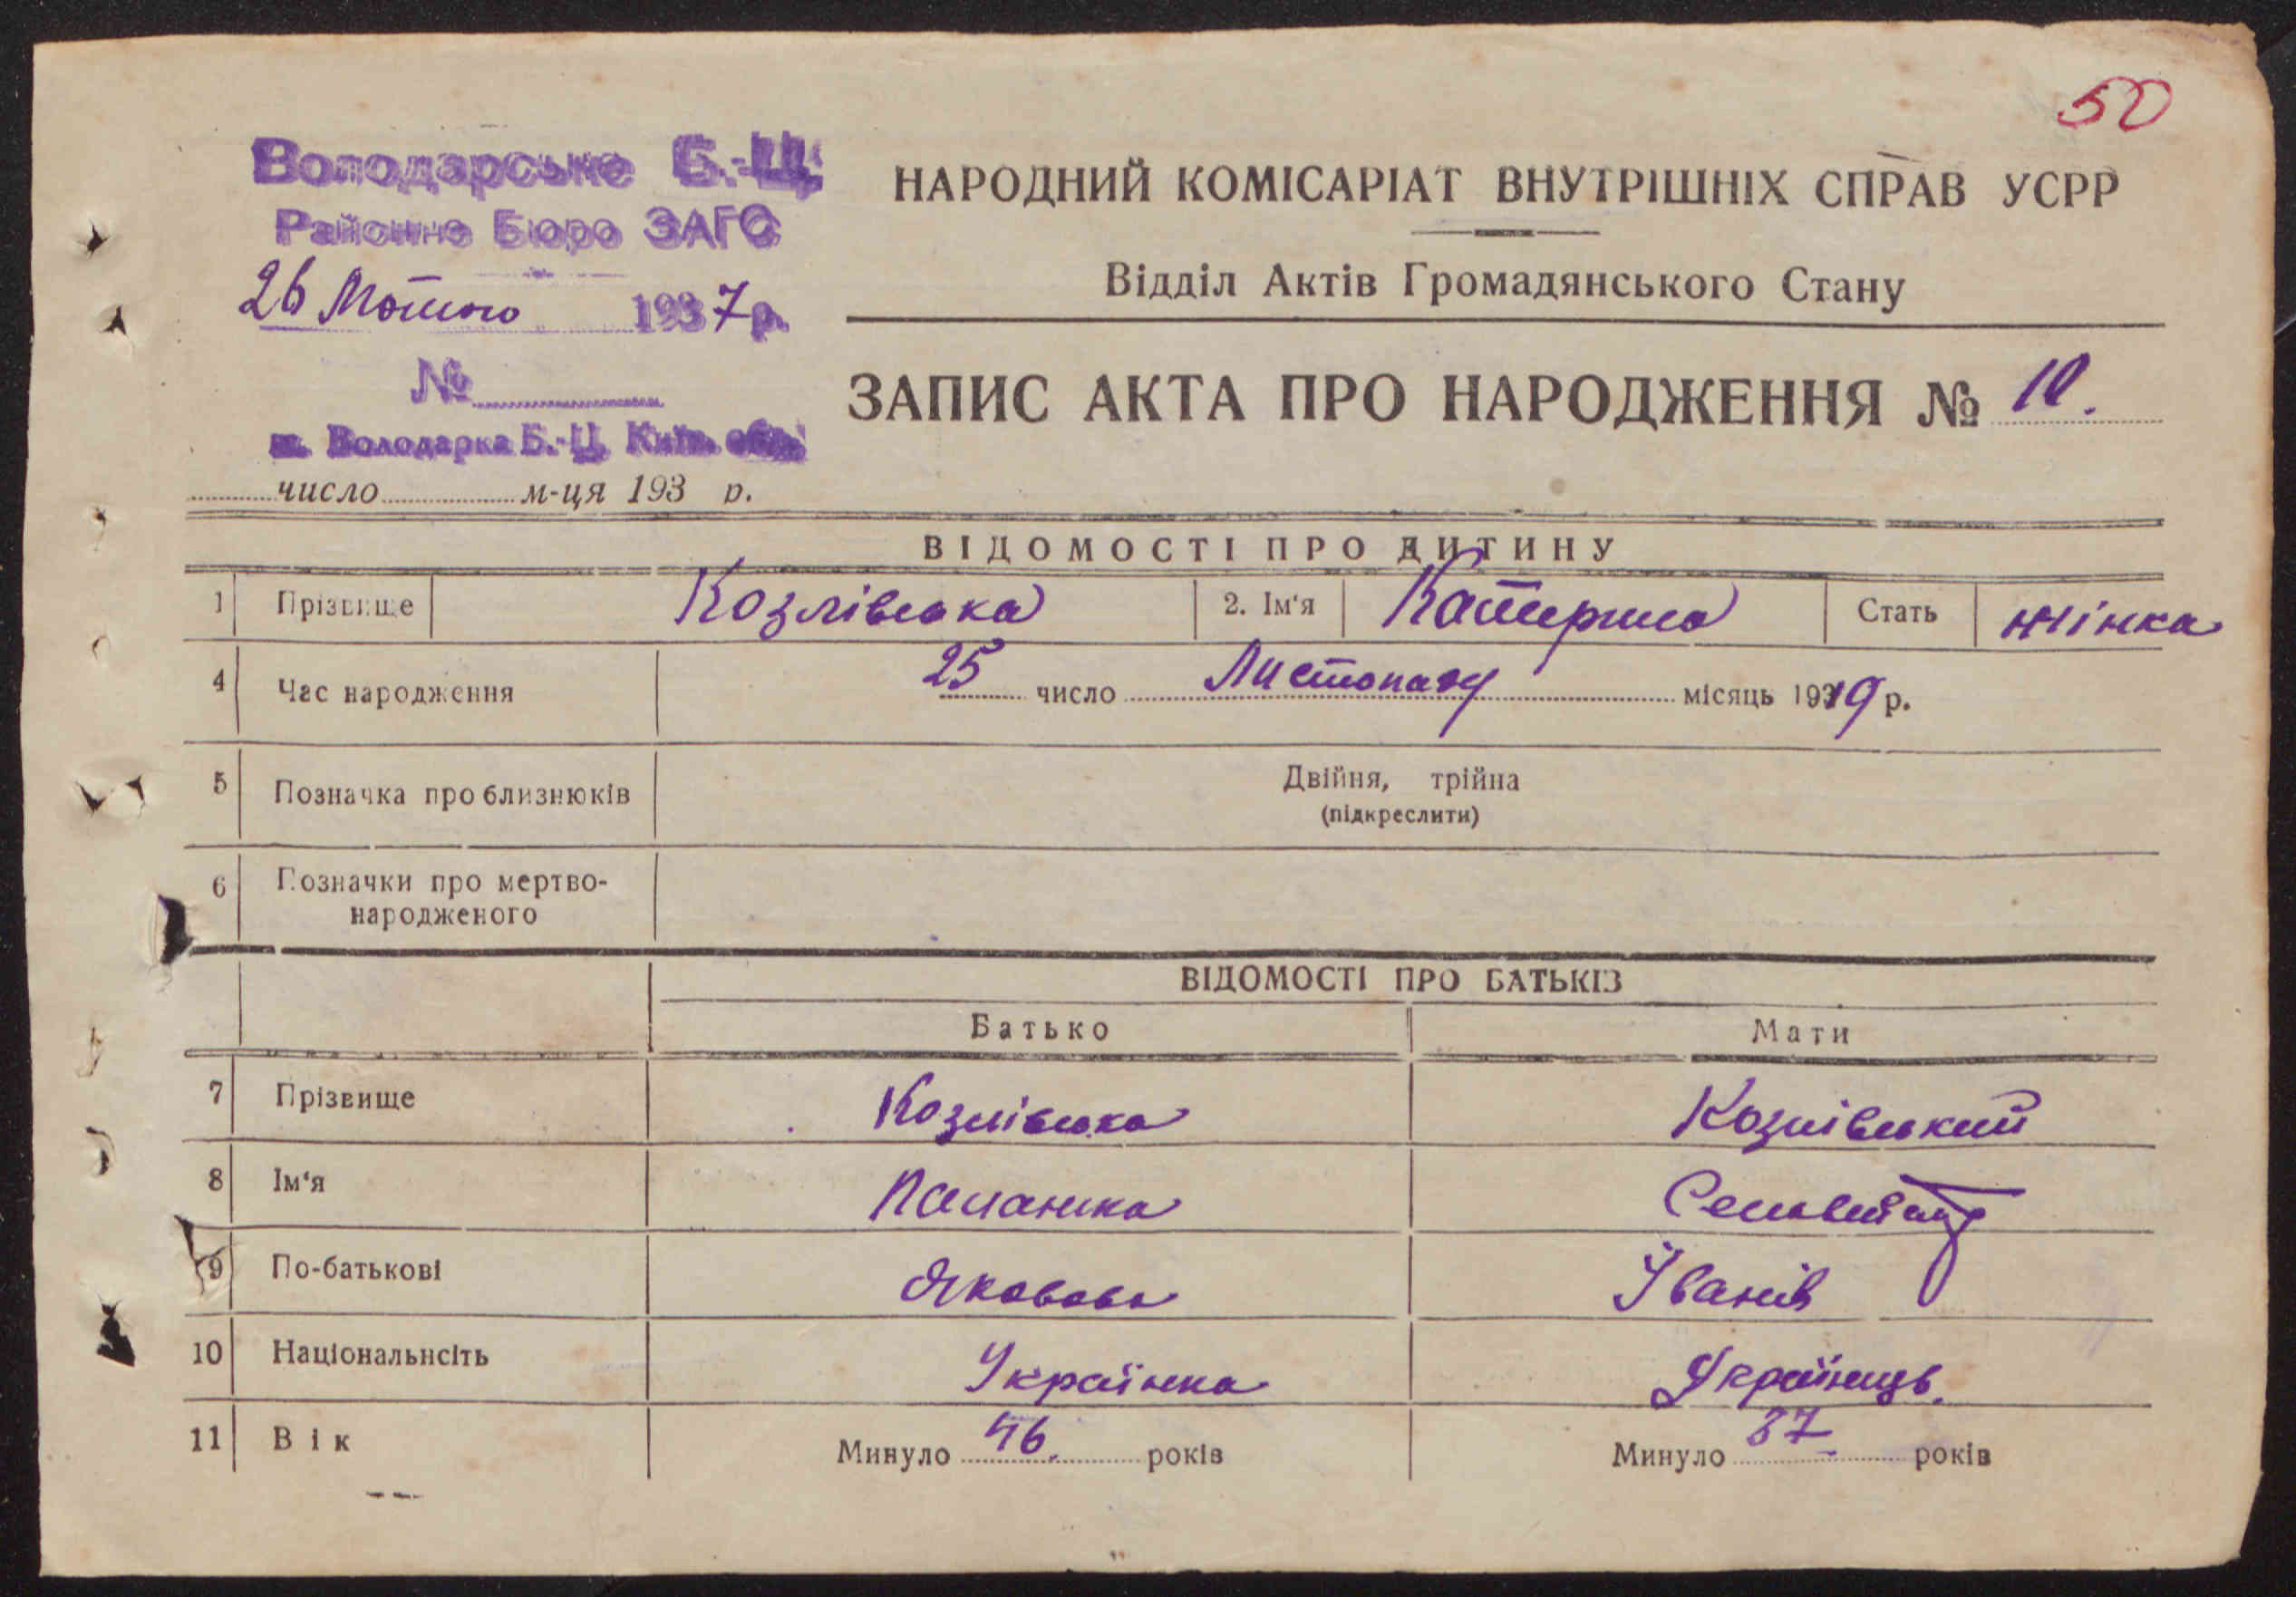 50
Володарське Б.-Ц.
Районне Бюро ЗАГС
26 Лютого 1937 р.
№
м. Володарка Б.-Ц. Київ. обл.
число м-ця 193 р.
НАРОДНИЙ КОМІСАРІАТ ВНУТРІШНІХ СПРАВ УСРР
Відділ Актів Громадянського Стану
ЗАПИС АКТА ПРО НАРОДЖЕННЯ № 10.
ВІДОМОСТІ ПРО ДИТИНУ
1 Прізвище Козлівська 2. Ім'я Катерина Стать жінка
4 Час народження 25 число Листопаду місяць 1919 р.
5 Позначка про близнюків Двійня, трійна
(підкреслити)
6 Позначки про мертво-
народженого
ВІДОМОСТІ ПРО БАТЬКІВ
Батько Мати
7 Прізвище Козлівська Козлівський
8 Ім'я Палажка
9 По-батькові Яковова Іванів
10 Національнсіть Українка Українець.
11 Вік Минуло 46. років Минуло 37 років